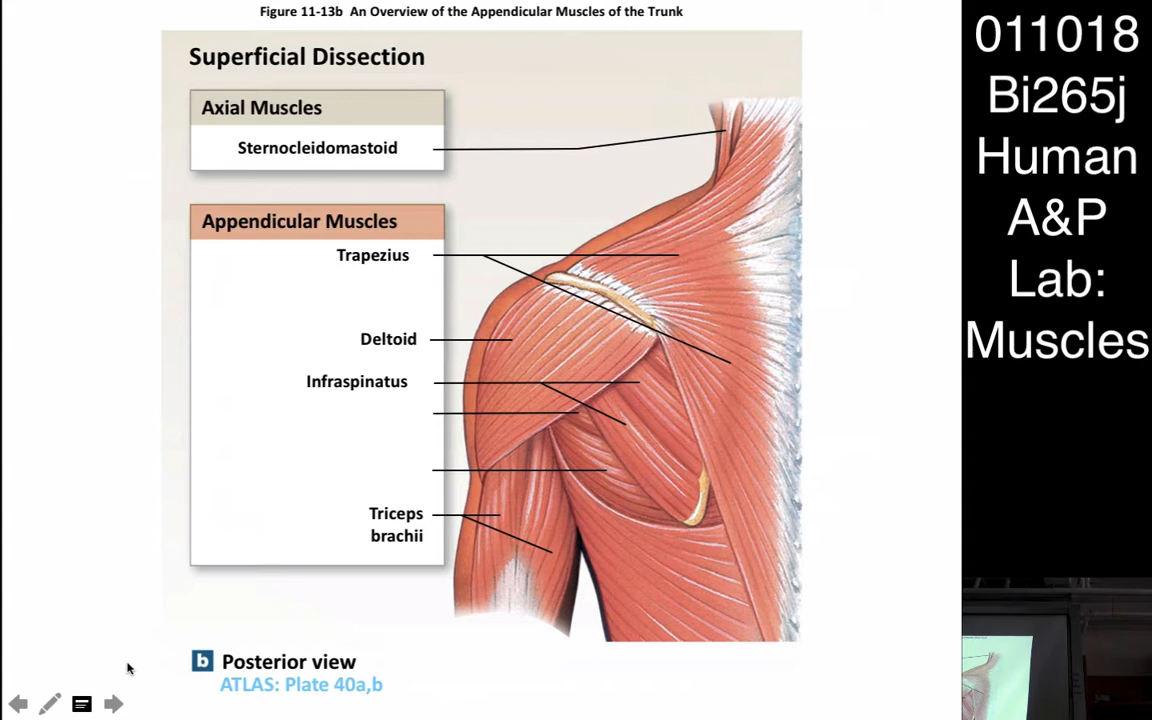 Figure 11-13b An Overview of the Appendicular Muscles of the Trunk
Superficial Dissection
Axial Muscles
Sternocleidomastoid
Appendicular Muscles
Trapezius
Deltoid
Infraspinatus
Triceps
brachii
b Posterior view
ATLAS: Plate 40a,b
011018
Bi265j
Human
A&P
Lab:
Muscles